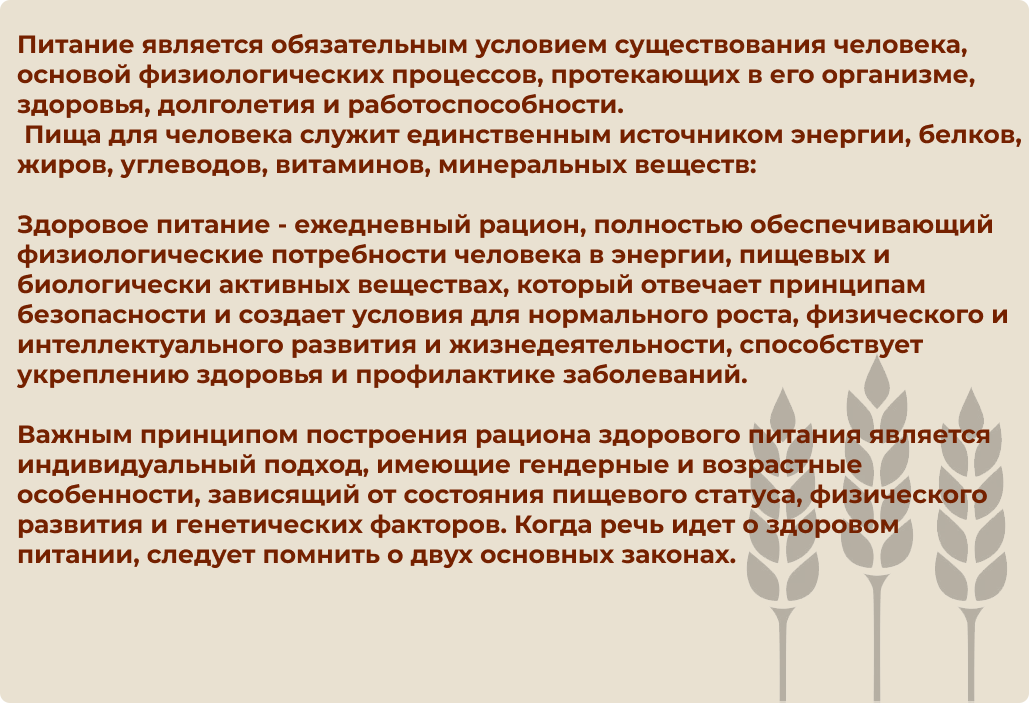 Питание является обязательным условием существования человека,
основой физиологических процессов, протекающих в его организме,
здоровья, долголетия и работоспособности.
Пища для человека служит единственным источником энергии, белков,
жиров, углеводов, витаминов, минеральных веществ:
Здоровое питание - ежедневный рацион, полностью обеспечивающий
физиологические потребности человека в энергии, пищевых и
биологически активных веществах, который отвечает принципам
безопасности и создает условия для нормального роста, физического и
интеллектуального развития и жизнедеятельности, способствует
укреплению здоровья и профилактике заболеваний.
Важным принципом построения рациона здорового питания является
индивидуальный подход, имеющие гендерные и возрастные
особенности, зависящий от состояния пищевого статуса, физического
развития и генетических факторов. Когда речь идет о здоровом
питании, следует помнить о двух основных законах.